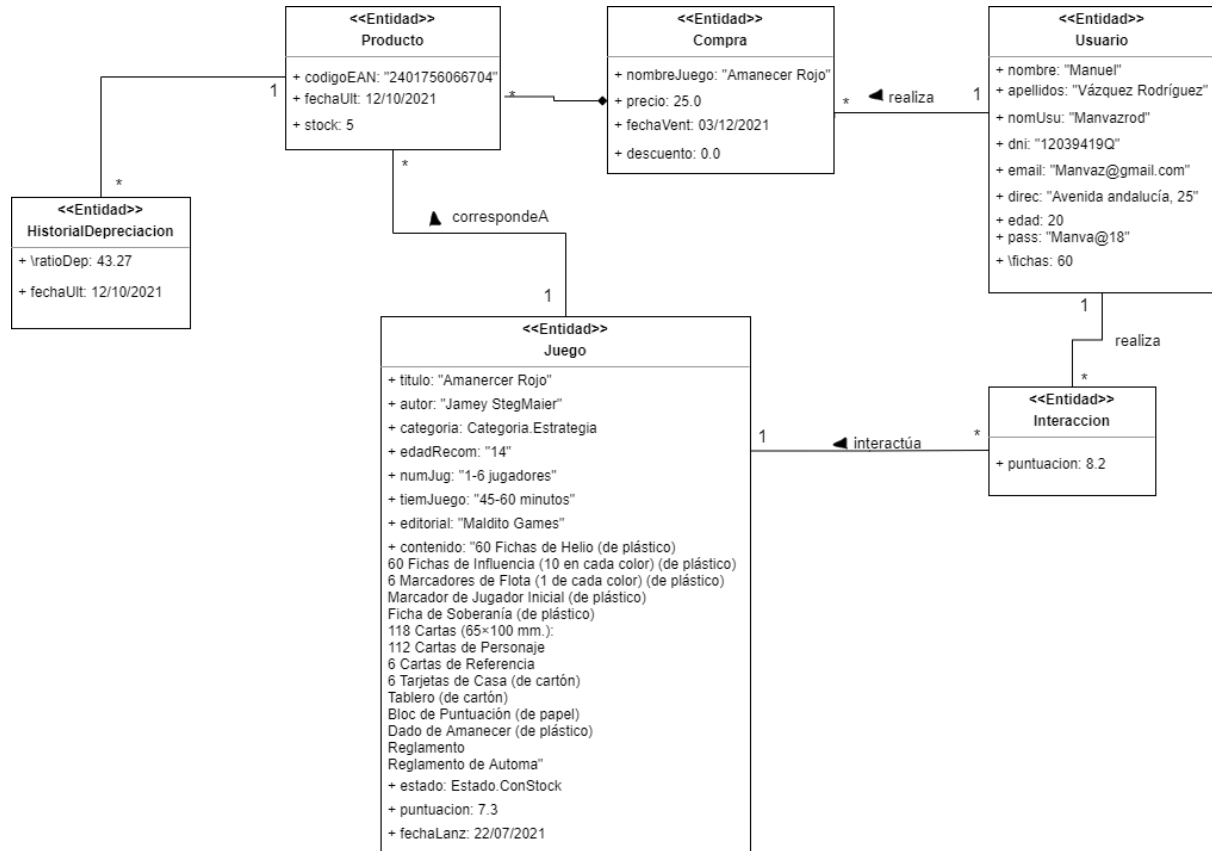 <<Entidad>>
Producto
+ codigoEAN: "2401756066704"
+ fechaUlt: 12/10/2021
+ stock: 5
<<Entidad>>
Compra
+ nombreJuego: "Amanecer Rojo"
+ precio: 25.0
+ fechaVent: 03/12/2021
+ descuento: 0.0
<<Entidad>>
Usuario
+ nombre: "Manuel"
+ apellidos: "Vázquez Rodríguez"
+ nomUsu: "Manvazrod"
+ dni: "12039419Q"
+ email: "Manvaz@gmail.com"
+ direc: "Avenida andalucía, 25"
+ edad: 20
+ pass: "Manva@18"
+ \fichas: 60
1
*
*
realiza
1
*
*
<<Entidad>>
HistorialDepreciacion
+ \ratioDep: 43.27
+ fechaUlt: 12/10/2021
correspondeA
1
1
realiza
*
<<Entidad>>
Juego
+ titulo: "Amanercer Rojo"
+ autor: "Jamey StegMaier"
+ categoria: Categoria.Estrategia
+ edadRecom: "14"
+ numJug: "1-6 jugadores"
+ tiemJuego: "45-60 minutos"
+ editorial: "Maldito Games"
+ contenido: "60 Fichas de Helio (de plástico)
60 Fichas de Influencia (10 en cada color) (de plástico)
6 Marcadores de Flota (1 de cada color) (de plástico)
Marcador de Jugador Inicial (de plástico)
Ficha de Soberanía (de plástico)
118 Cartas (65×100 mm.):
112 Cartas de Personaje
6 Cartas de Referencia
6 Tarjetas de Casa (de cartón)
Tablero (de cartón)
Bloc de Puntuación (de papel)
Dado de Amanecer (de plástico)
Reglamento
Reglamento de Automa"
+ estado: Estado.ConStock
+ puntuacion: 7.3
+ fechaLanz: 22/07/2021
1
interactúa
*
<<Entidad>>
Interaccion
+ puntuacion: 8.2